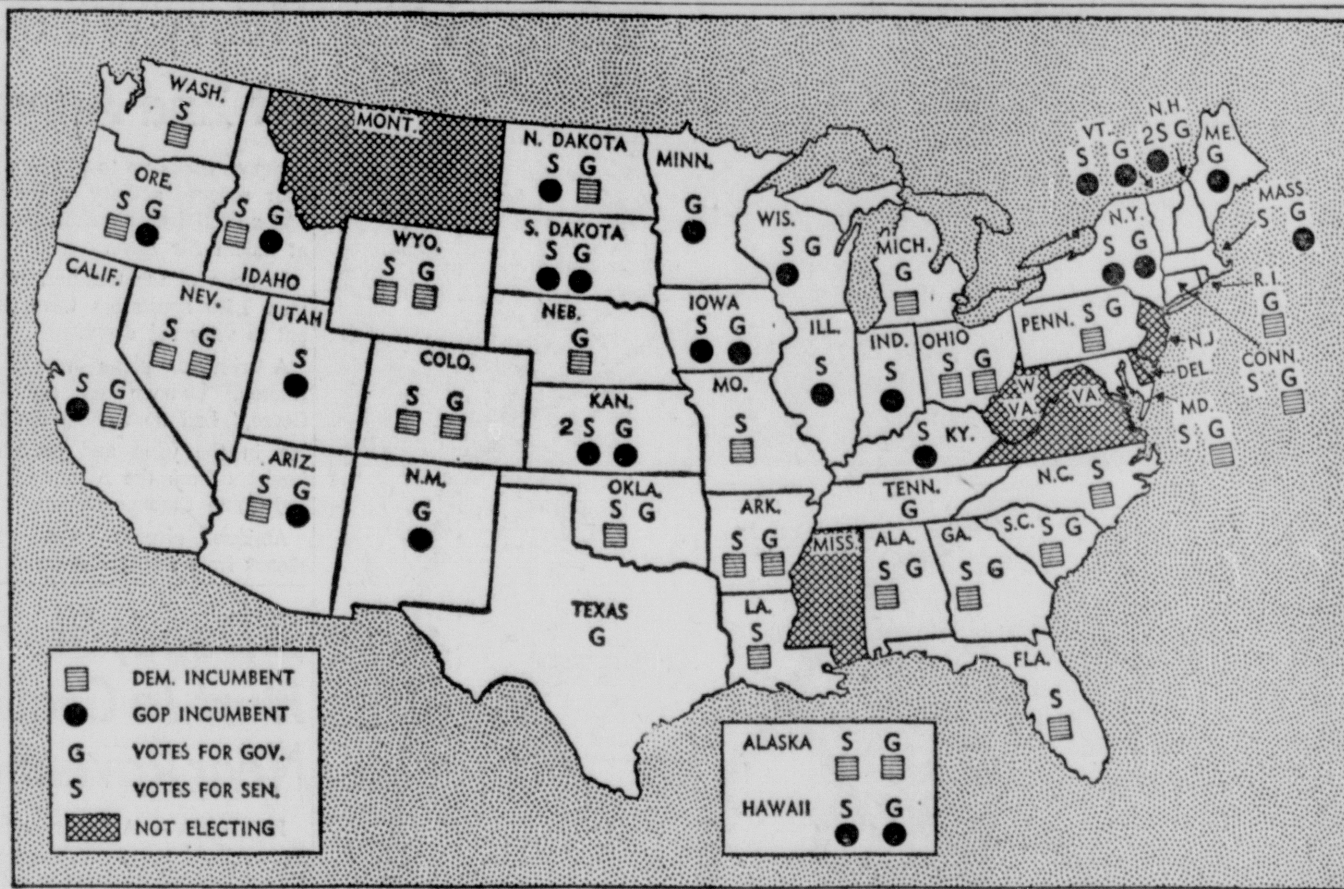 WASH.
S
MONT.
ORE.
S G
S G
IDAHO
WYO.
S G
N. DAKOTA
S G
S. DAKOTA
S G
MINN.
G
WIS.
S G
MICH.
G
VT.
S G
N.H.
2S G
ME.
G
MASS
S G
N.Y.
S G
R.I.
G
CONN.
S G
N.J.
DEL.
MD.
S G
PENN. S G
CALIF.
S G
NEV.
S G
UTAH
S
COLO.
S G
NEB.
G
IOWA
S G
ILL.
S
IND.
S
OHIO
S G
W.
VA.
VA.
KAN.
2 S G
MO.
S
S KY.
ARIZ.
S G
N.M.
G
OKLA.
S G
ARK.
S G
TENN.
G
N.C. S
S.C. S G
MISS.
ALA.
S G
GA.
S G
TEXAS
G
LA.
S
FLA.
S
DEM. INCUMBENT
GOP INCUMBENT
G VOTES FOR GOV.
S VOTES FOR SEN.
NOT ELECTING
ALASKA S G
HAWAII S G